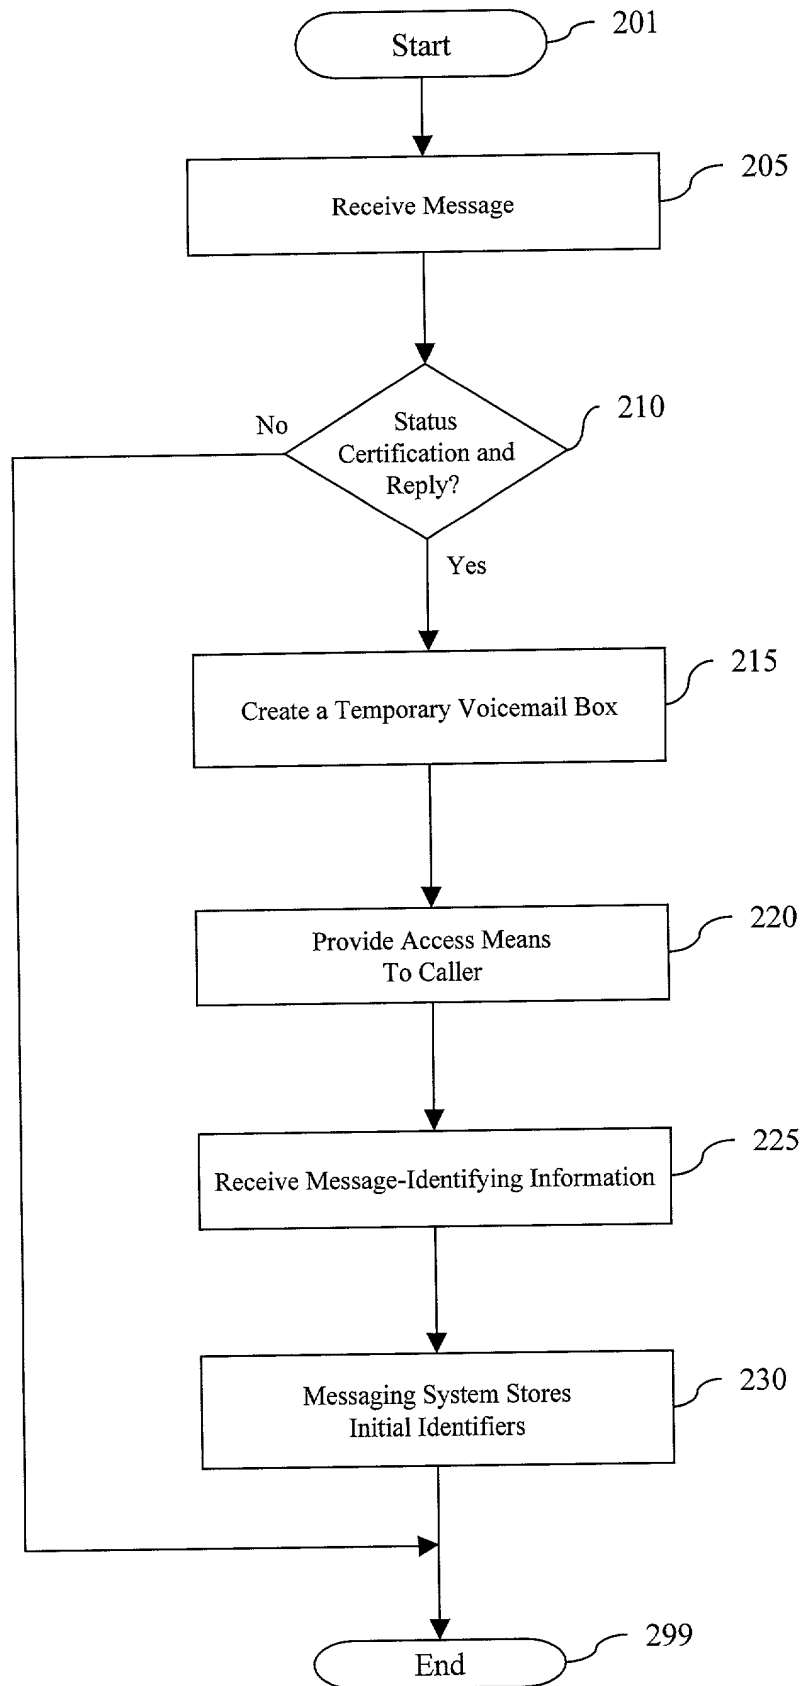 Start
201
Receive Message
205
Status
Certification and
Reply?
210
No
Yes
Create a Temporary Voicemail Box
215
Provide Access Means
To Caller
220
Receive Message-Identifying Information
225
Messaging System Stores
Initial Identifiers
230
End
299